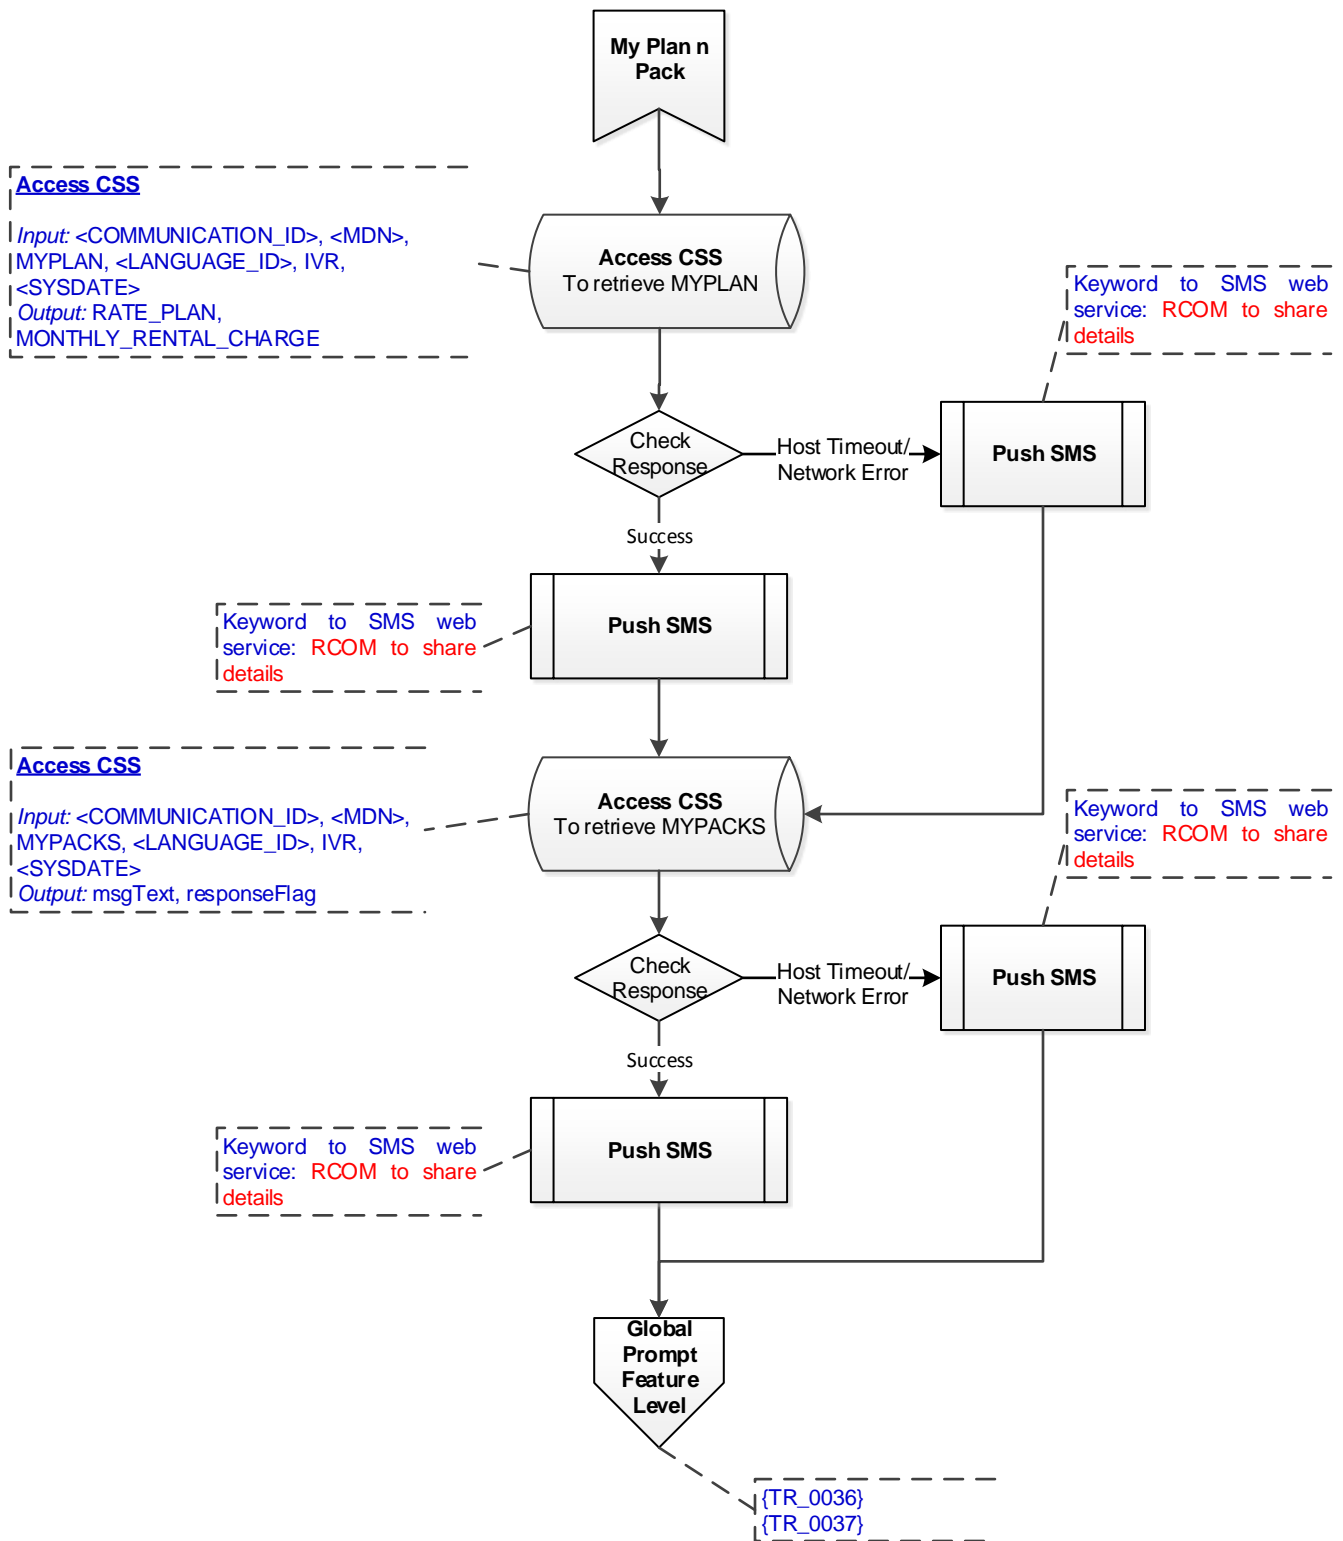 My Plan n
Pack
Access CSS
Input: <COMMUNICATION_ID>, <MDN>,
MYPLAN, <LANGUAGE_ID>, IVR,
<SYSDATE>
Output: RATE_PLAN,
MONTHLY_RENTAL_CHARGE
Access CSS
To retrieve MYPLAN
Keyword to SMS web
service: RCOM to share
details
Check
Response
Host Timeout/
Network Error
Push SMS
Success
Keyword to SMS web
service: RCOM to share
details
Push SMS
Access CSS
Input: <COMMUNICATION_ID>, <MDN>,
MYPACKS, <LANGUAGE_ID>, IVR,
<SYSDATE>
Output: msgText, responseFlag
Access CSS
To retrieve MYPACKS
Keyword to SMS web
service: RCOM to share
details
Check
Response
Host Timeout/
Network Error
Push SMS
Success
Keyword to SMS web
service: RCOM to share
details
Push SMS
Global
Prompt
Feature
Level
{TR_0036}
{TR_0037}